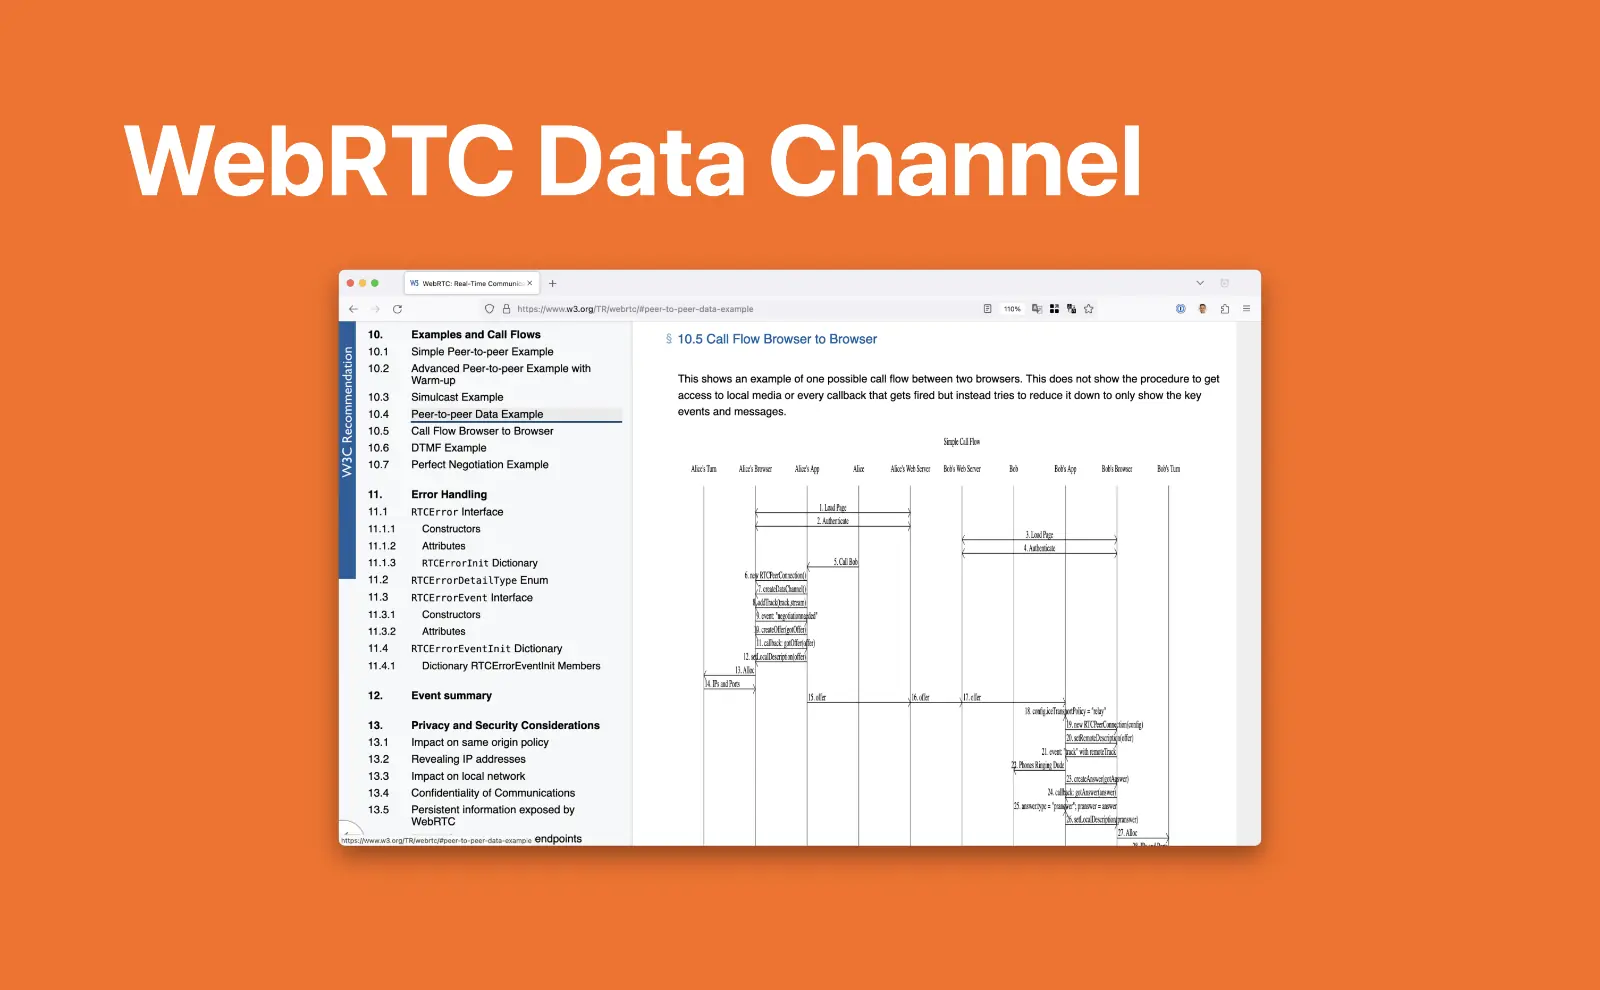 WebRTC Data Channel
W3 WebRTC: Real-Time Communic
https://www.w3.org/TR/webrtc/#peer-to-peer-data-example
110%
W3C Recommendation
10. Examples and Call Flows
10.1 Simple Peer-to-peer Example
10.2 Advanced Peer-to-peer Example with
Warm-up
10.3 Simulcast Example
10.4 Peer-to-peer Data Example
10.5 Call Flow Browser to Browser
10.6 DTMF Example
10.7 Perfect Negotiation Example
11. Error Handling
11.1 RTCError Interface
11.1.1 Constructors
11.1.2 Attributes
11.1.3 RTCErrorInit Dictionary
11.2 RTCErrorDetailType Enum
11.3 RTCErrorEvent Interface
11.3.1 Constructors
11.3.2 Attributes
11.4 RTCErrorEventInit Dictionary
11.4.1 Dictionary RTCErrorEventInit Members
12. Event summary
13. Privacy and Security Considerations
13.1 Impact on same origin policy
13.2 Revealing IP addresses
13.3 Impact on local network
13.4 Confidentiality of Communications
13.5 Persistent information exposed by
WebRTC
endpoints
https://www.w3.org/TR/webrtc/#peer-to-peer-data-example
§ 10.5 Call Flow Browser to Browser
This shows an example of one possible call flow between two browsers. This does not show the procedure to get
access to local media or every callback that gets fired but instead tries to reduce it down to only show the key
events and messages.
Simple Call Flow
Alice's Turn Alice's Browser Alice's App Alice Alice's Web Server Bob's Web Server Bob Bob's App Bob's Browser Bob's Turn
1. Load Page
2. Authenticate
3. Load Page
4. Authenticate
5. Call Bob
6. new RTCPeerConnection()
7. createDataChannel()
8. addTrack(track,stream)
9. event: "negotiationneeded"
10. createOffer(gotOffer)
11. callback: gotOffer(offer)
12. setLocalDescription(offer)
13. Alloc
14. IPs and Ports
15. offer 16. offer 17. offer
18. config.iceTransportPolicy = "relay"
19. new RTCPeerConnection(config)
20. setRemoteDescription(offer)
21. event: "track" with remoteTrack
22. Phones Ringing Dude
23. createAnswer(gotAnswer)
24. callback: gotAnswer(answer)
25. answer.type = "pranswer"; pranswer = answer
26. setLocalDescription(pranswer)
27. Alloc
28. IPs and Ports